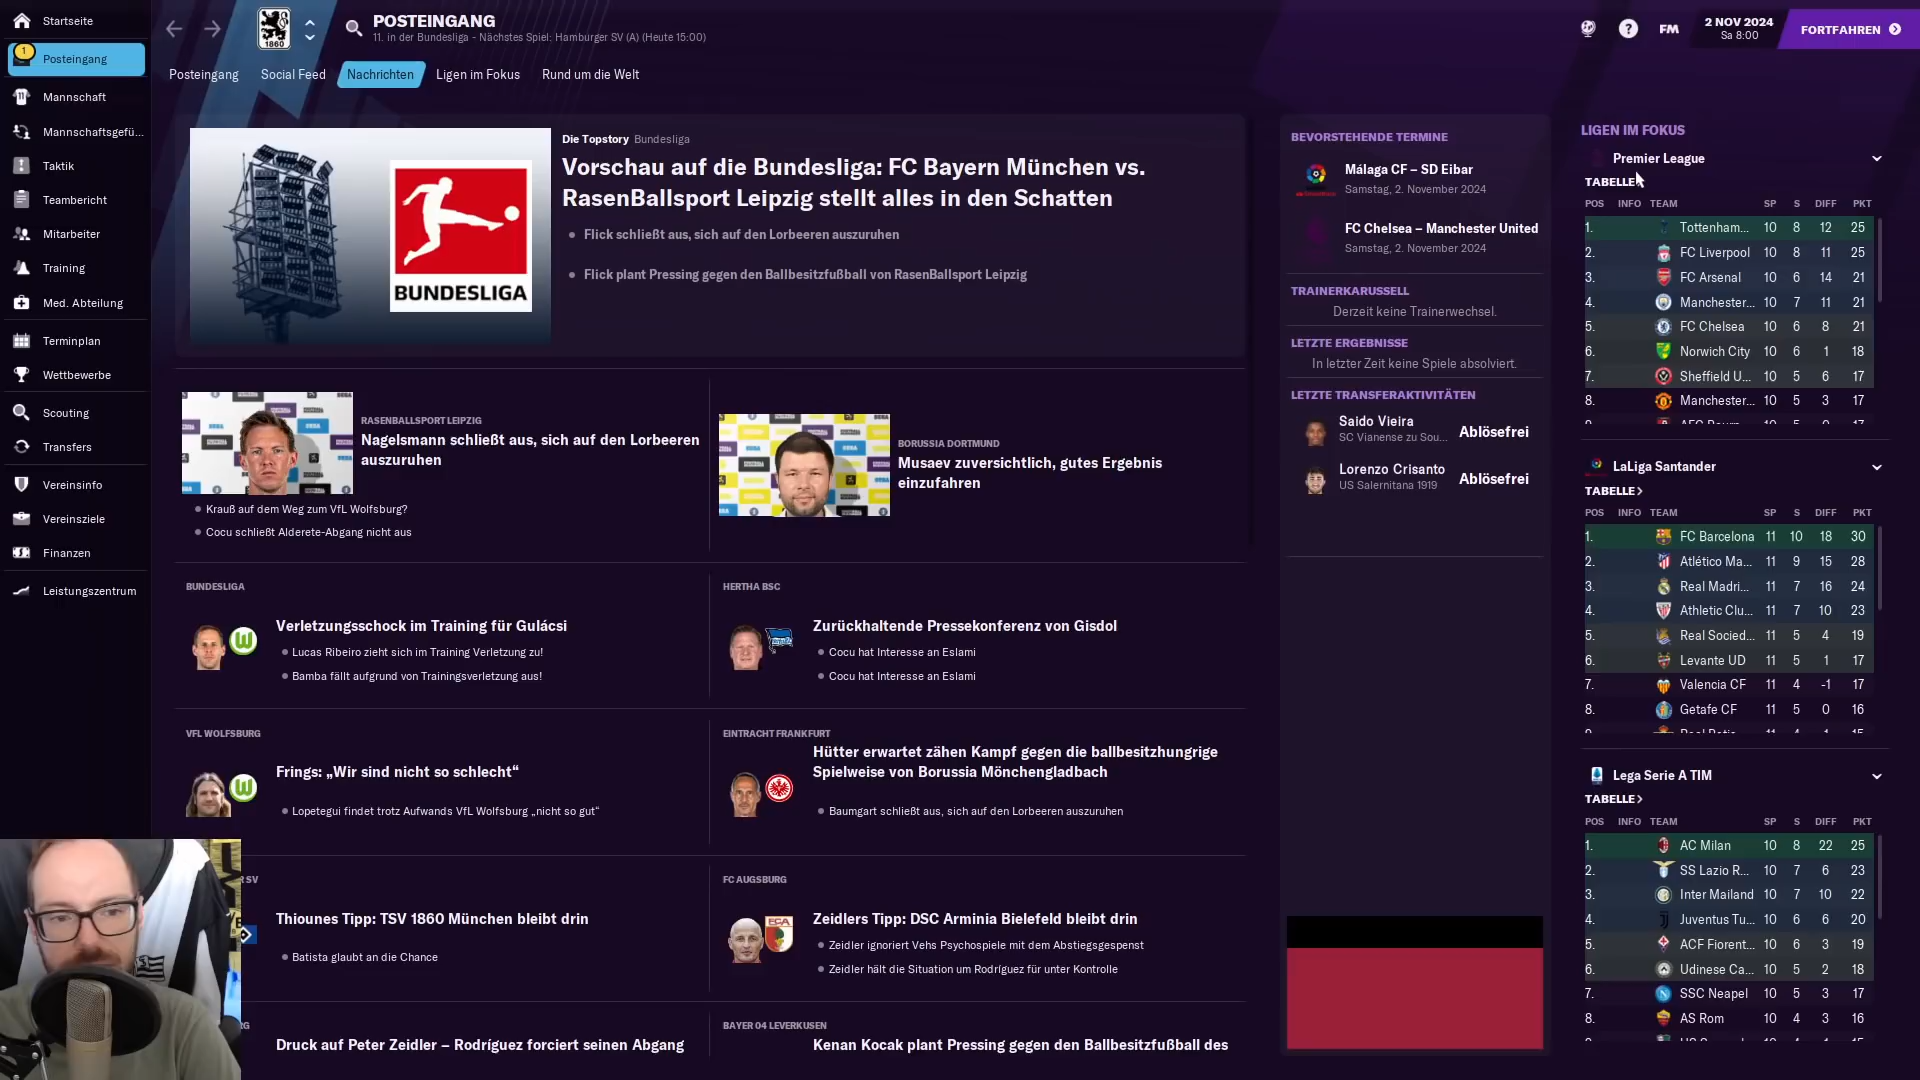 Startseite
1
Posteingang
Mannschaft
Mannschaftsgefü...
Taktik
Teambericht
Mitarbeiter
Training
Med. Abteilung
Terminplan
Wettbewerbe
Scouting
Transfers
Vereinsinfo
Vereinsziele
Finanzen
Leistungszentrum
1860
POSTEINGANG
11. in der Bundesliga - Nächstes Spiel: Hamburger SV (A) (Heute 15:00)
FM
2 NOV 2024
Sa 8:00
FORTFAHREN
Posteingang
Social Feed
Nachrichten
Ligen im Fokus
Rund um die Welt
BUNDESLIGA
Die Topstory Bundesliga
Vorschau auf die Bundesliga: FC Bayern München vs.
RasenBallsport Leipzig stellt alles in den Schatten
Flick schließt aus, sich auf den Lorbeeren auszuruhen
Flick plant Pressing gegen den Ballbesitzfußball von RasenBallsport Leipzig
RASENBALLSPORT LEIPZIG
Nagelsmann schließt aus, sich auf den Lorbeeren
auszuruhen
Krauß auf dem Weg zum VfL Wolfsburg?
Cocu schließt Alderete-Abgang nicht aus
BORUSSIA DORTMUND
Musaev zuversichtlich, gutes Ergebnis
einzufahren
BUNDESLIGA
Verletzungsschock im Training für Gulácsi
Lucas Ribeiro zieht sich im Training Verletzung zu!
Bamba fällt aufgrund von Trainingsverletzung aus!
HERTHA BSC
Zurückhaltende Pressekonferenz von Gisdol
Cocu hat Interesse an Eslami
Cocu hat Interesse an Eslami
VFL WOLFSBURG
Frings: „Wir sind nicht so schlecht“
Lopetegui findet trotz Aufwands VfL Wolfsburg „nicht so gut“
EINTRACHT FRANKFURT
Hütter erwartet zähen Kampf gegen die ballbesitzhungrige
Spielweise von Borussia Mönchengladbach
Baumgart schließt aus, sich auf den Lorbeeren auszuruhen
SV
Thiounes Tipp: TSV 1860 München bleibt drin
Batista glaubt an die Chance
FC AUGSBURG
FCA
Zeidlers Tipp: DSC Arminia Bielefeld bleibt drin
Zeidler ignoriert Vehs Psychospiele mit dem Abstiegsgespenst
Zeidler hält die Situation um Rodríguez für unter Kontrolle
Druck auf Peter Zeidler – Rodríguez forciert seinen Abgang
BAYER 04 LEVERKUSEN
Kenan Kocak plant Pressing gegen den Ballbesitzfußball des
BEVORSTEHENDE TERMINE
Málaga CF – SD Eibar
Samstag, 2. November 2024
FC Chelsea – Manchester United
Samstag, 2. November 2024
TRAINERKARUSSELL
Derzeit keine Trainerwechsel.
LETZTE ERGEBNISSE
In letzter Zeit keine Spiele absolviert.
LETZTE TRANSFERAKTIVITÄTEN
Saido Vieira
SC Vianense zu Sou...
Ablösefrei
Lorenzo Crisanto
US Salernitana 1919
Ablösefrei
LIGEN IM FOKUS
Premier League
TABELLE
POS INFO TEAM SP S DIFF PKT
1. Tottenham... 10 8 12 25
2. FC Liverpool 10 8 11 25
3. FC Arsenal 10 6 14 21
4. Manchester... 10 7 11 21
5. FC Chelsea 10 6 8 21
6. Norwich City 10 6 1 18
7. Sheffield U... 10 5 6 17
8. Manchester... 10 5 3 17
LaLiga Santander
TABELLE
POS INFO TEAM SP S DIFF PKT
1. FC Barcelona 11 10 18 30
2. Atlético Ma... 11 9 15 28
3. Real Madri... 11 7 16 24
4. Athletic Clu... 11 7 10 23
5. Real Socied... 11 5 4 19
6. Levante UD 11 5 1 17
7. Valencia CF 11 4 -1 17
8. Getafe CF 11 5 0 16
Lega Serie A TIM
TABELLE
POS INFO TEAM SP S DIFF PKT
1. AC Milan 10 8 22 25
2. SS Lazio R... 10 7 6 23
3. Inter Mailand 10 7 10 22
4. Juventus Tu... 10 6 6 20
5. ACF Fiorent... 10 6 3 19
6. Udinese Ca... 10 5 2 18
7. SSC Neapel 10 5 3 17
8. AS Rom 10 4 3 16